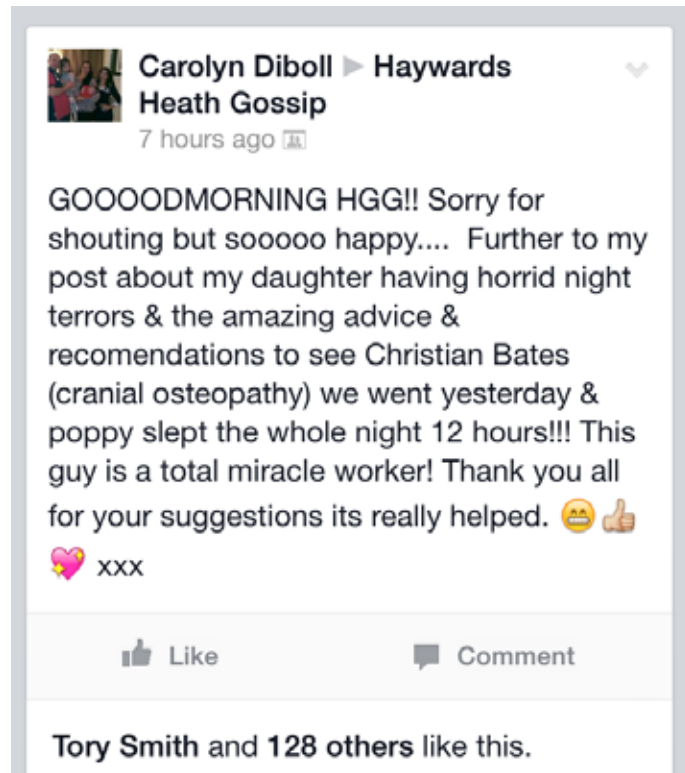 Carolyn Diboll ▶ Haywards
Heath Gossip
7 hours ago
GOOOODMORNING HGG!! Sorry for
shouting but sooooo happy.... Further to my
post about my daughter having horrid night
terrors & the amazing advice &
recomendations to see Christian Bates
(cranial osteopathy) we went yesterday &
poppy slept the whole night 12 hours!!! This
guy is a total miracle worker! Thank you all
for your suggestions its really helped. 😁👍
💖 xxx
Like Comment
Tory Smith and 128 others like this.